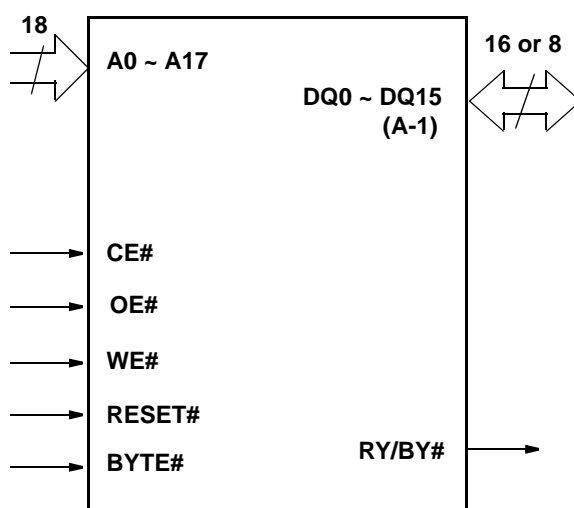 18
A0 ~ A17
16 or 8
DQ0 ~ DQ15
(A-1)
CE#
OE#
WE#
RESET#
BYTE#
RY/BY#